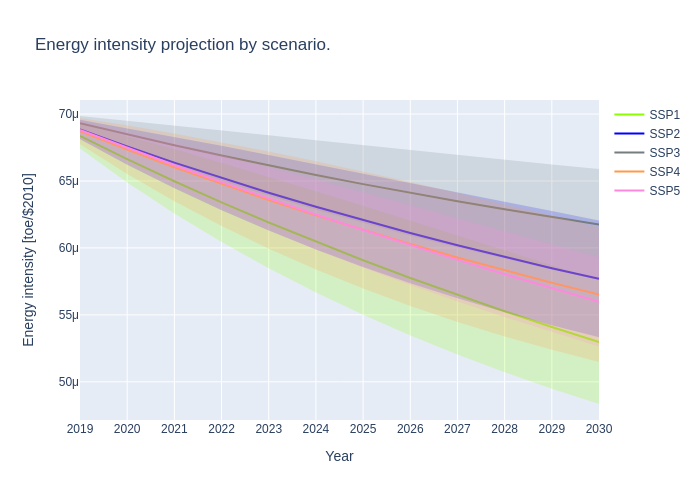 Energy intensity projection by scenario.
70μ
65μ
60μ
55μ
50μ
Energy intensity [toe/$2010]
2019 2020 2021 2022 2023 2024 2025 2026 2027 2028 2029 2030
Year
SSP1
SSP2
SSP3
SSP4
SSP5